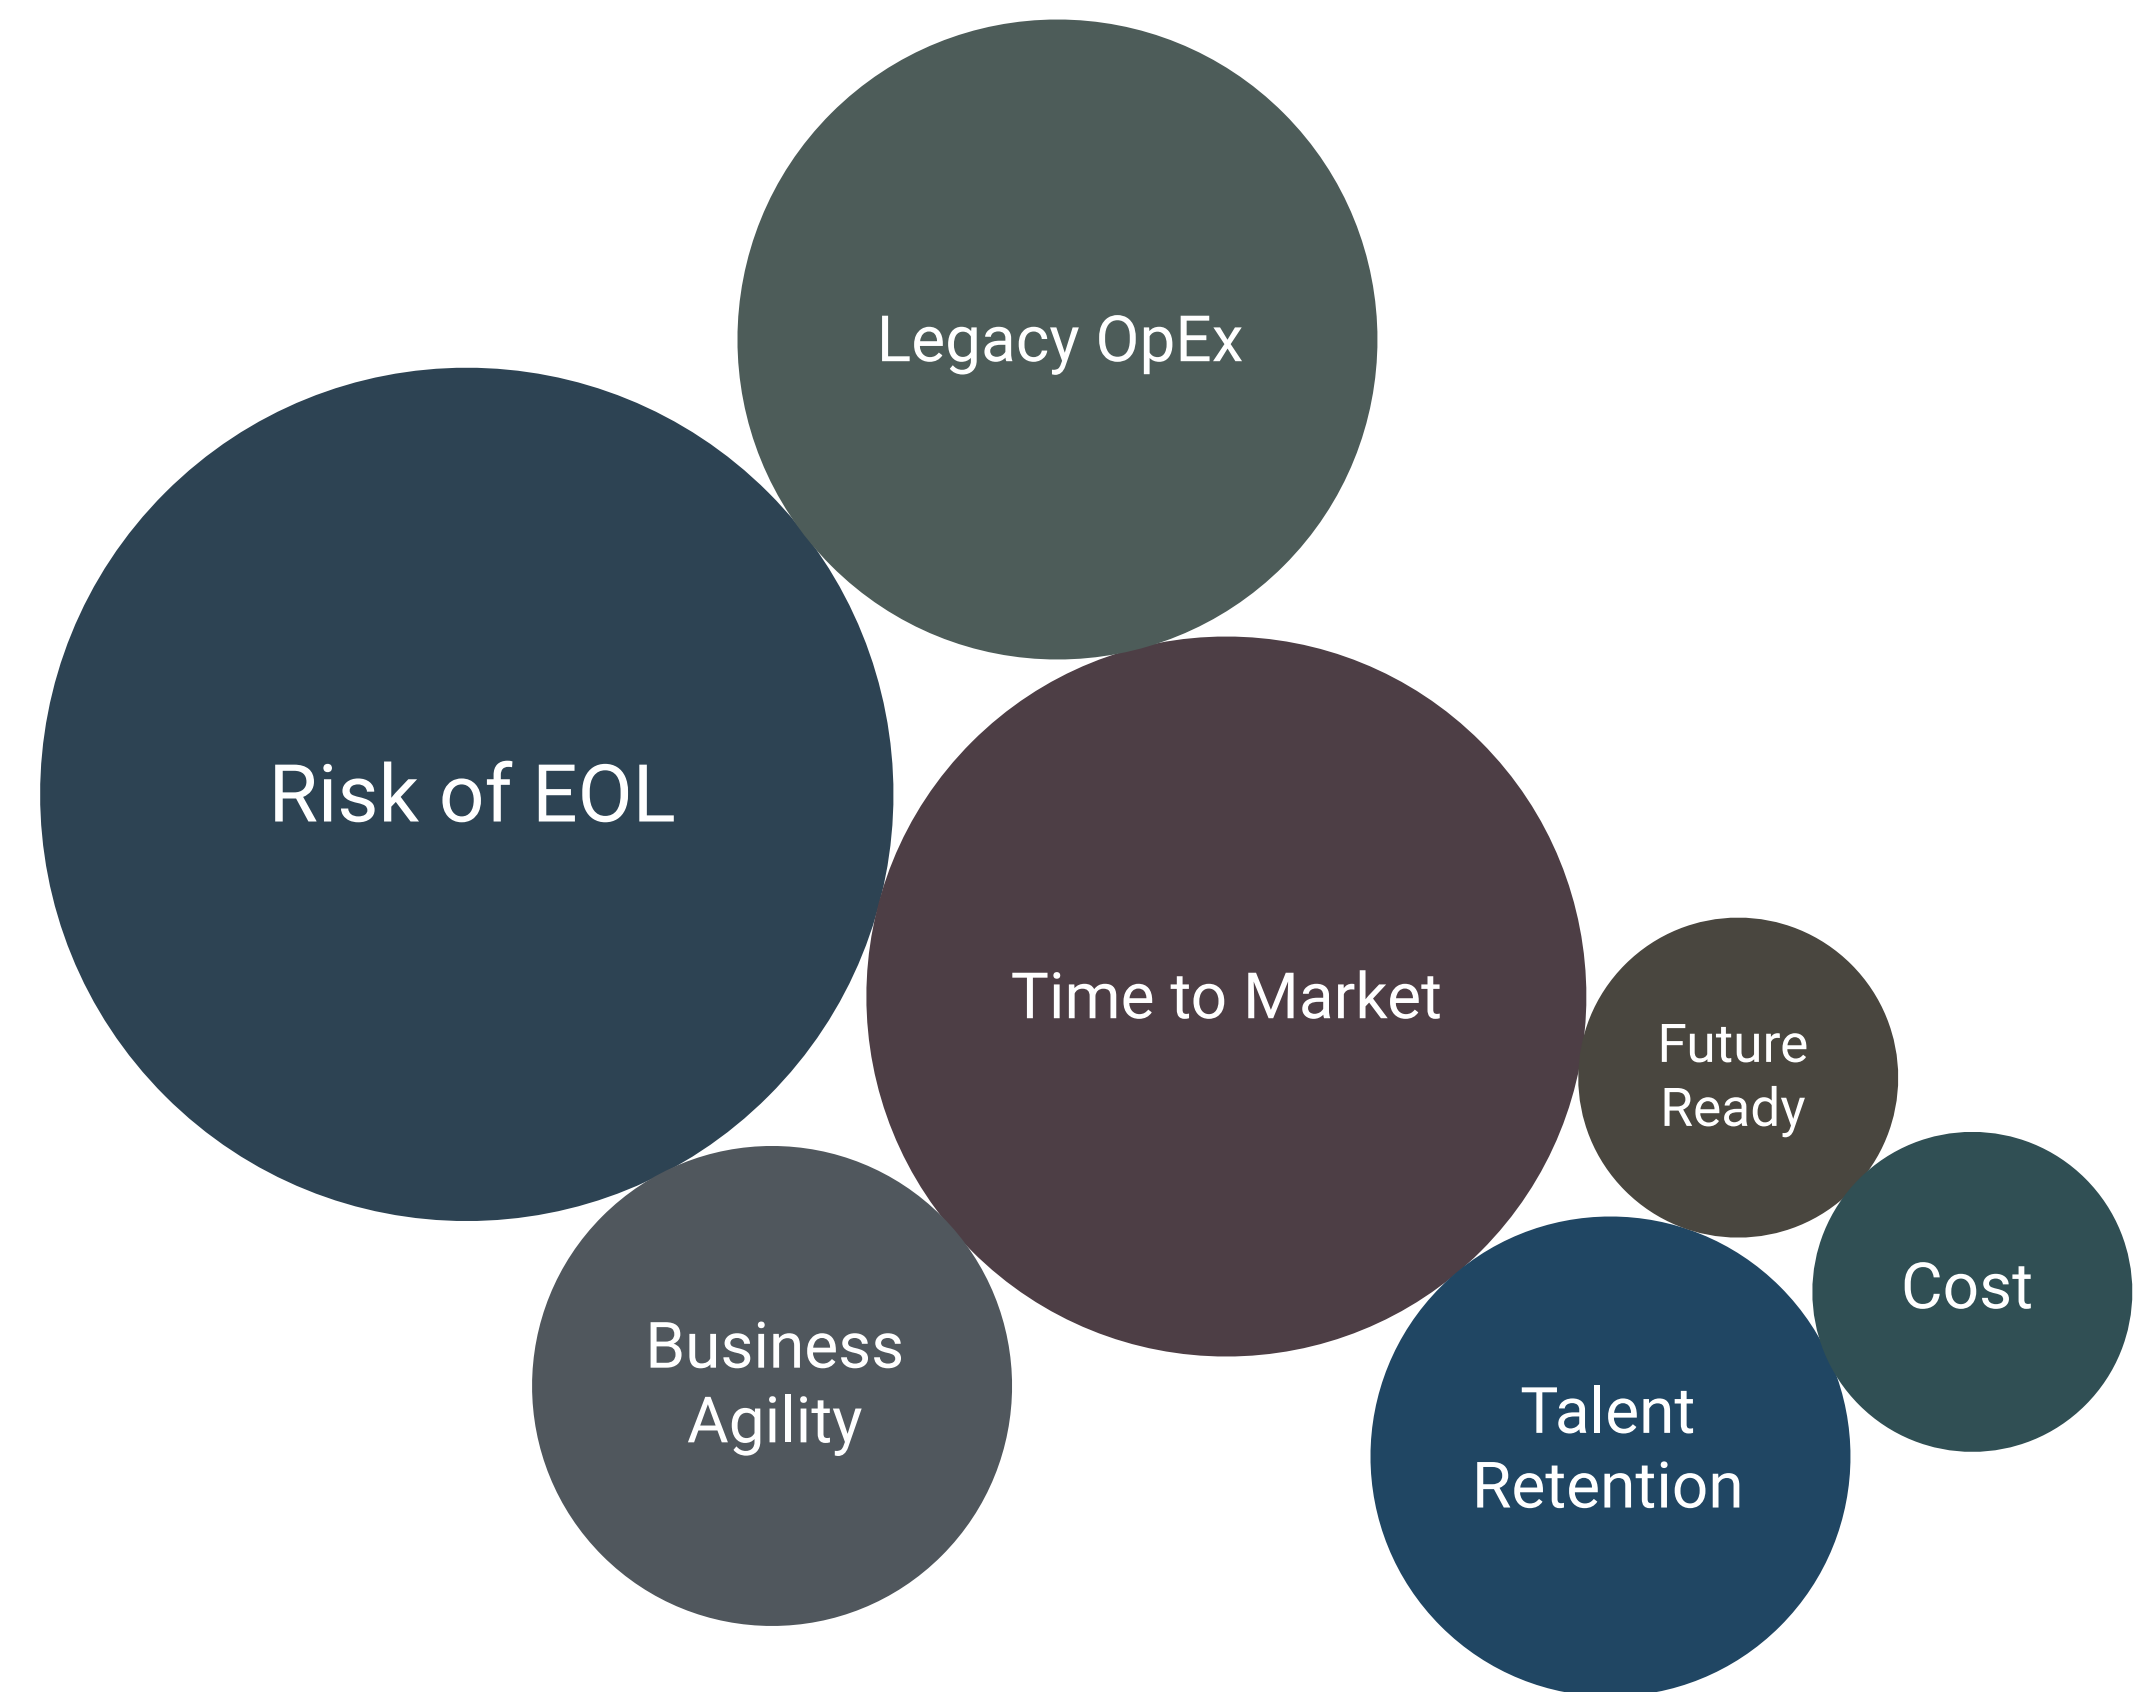 Legacy OpEx
Risk of EOL
Time to Market
Future
Ready
Cost
Business
Agility
Talent
Retention